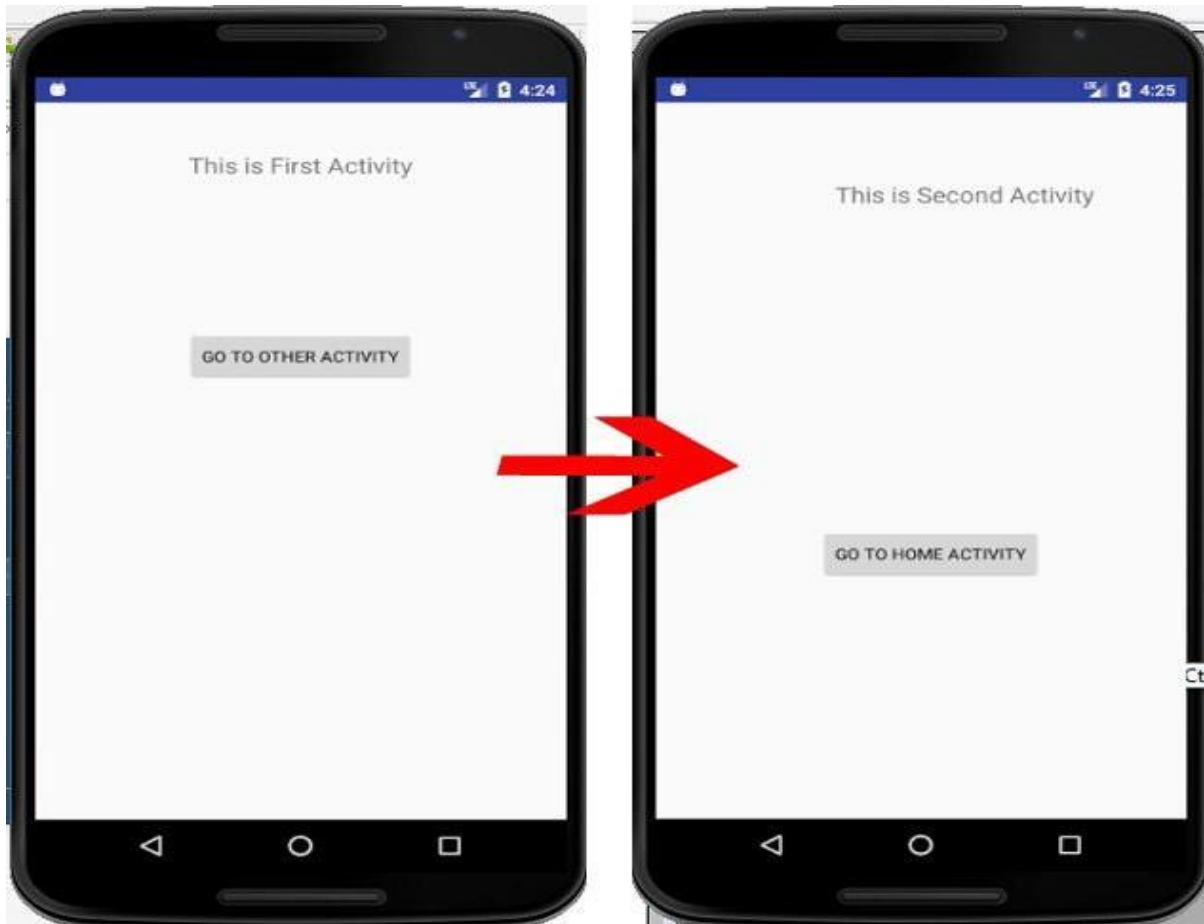 4:24
This is First Activity
GO TO OTHER ACTIVITY
4:25
This is Second Activity
GO TO HOME ACTIVITY
Ct